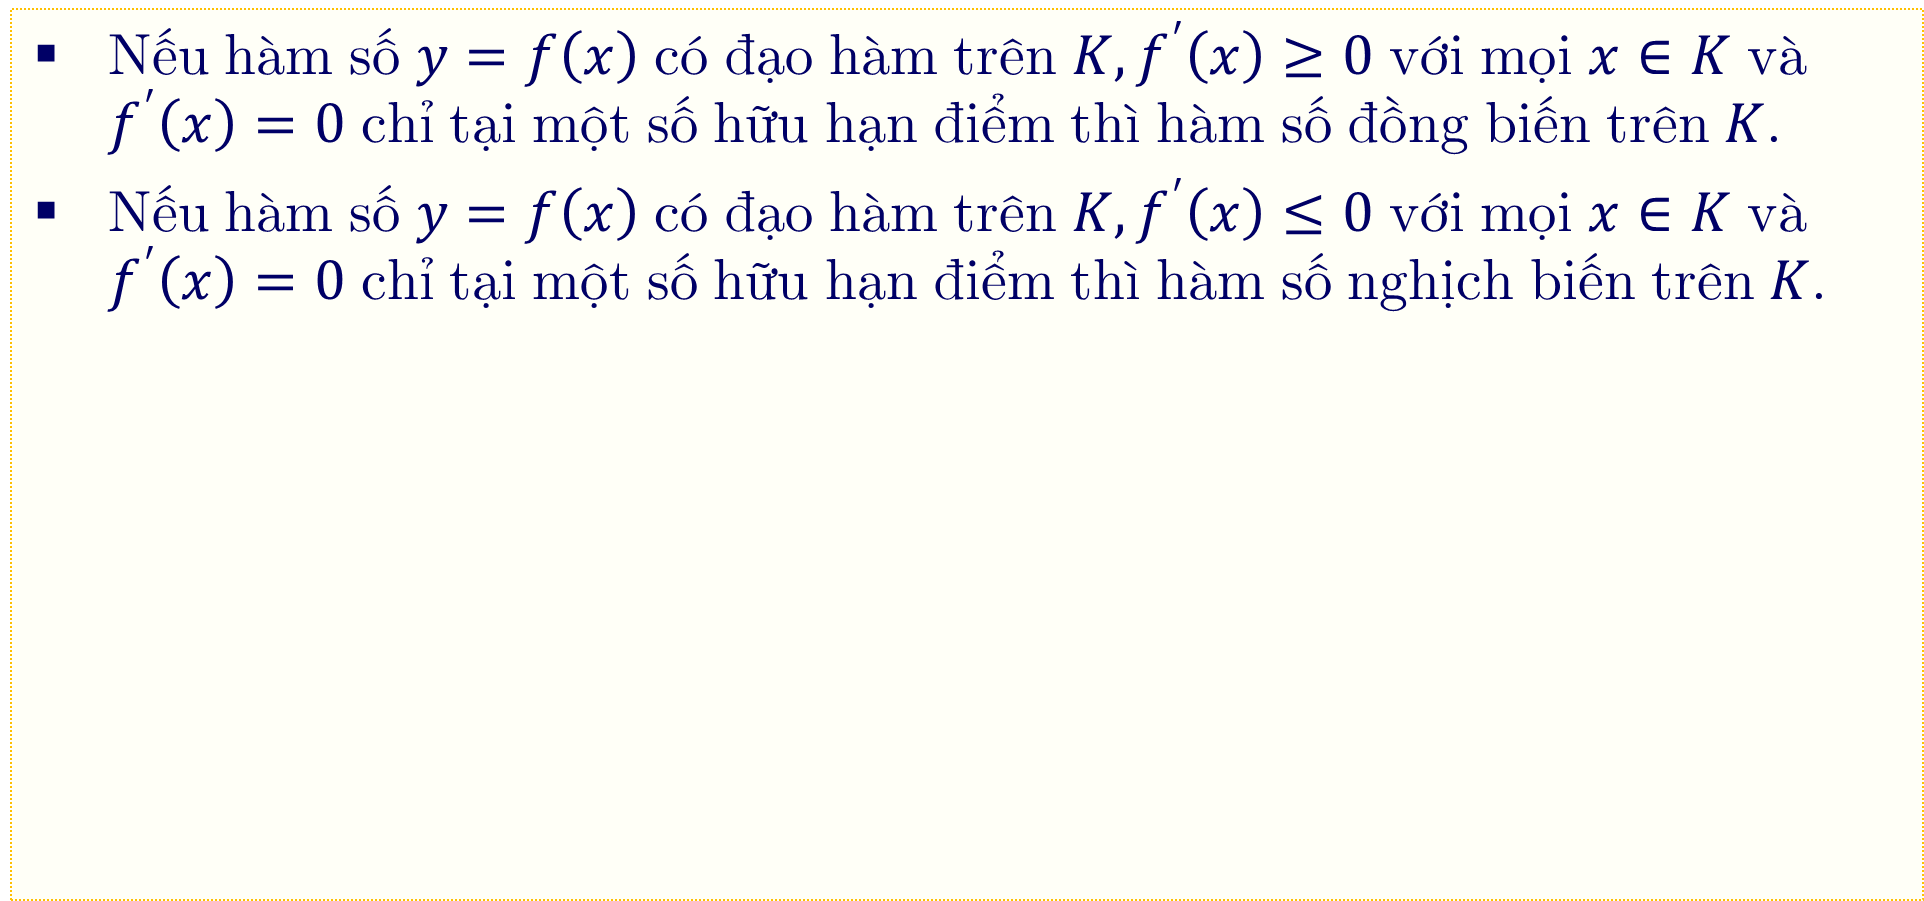 ▪ Nếu hàm số y = f(x) có đạo hàm trên K, f′(x) ≥ 0 với mọi x ∈ K và
f′(x) = 0 chỉ tại một số hữu hạn điểm thì hàm số đồng biến trên K.
▪ Nếu hàm số y = f(x) có đạo hàm trên K, f′(x) ≤ 0 với mọi x ∈ K và
f′(x) = 0 chỉ tại một số hữu hạn điểm thì hàm số nghịch biến trên K.